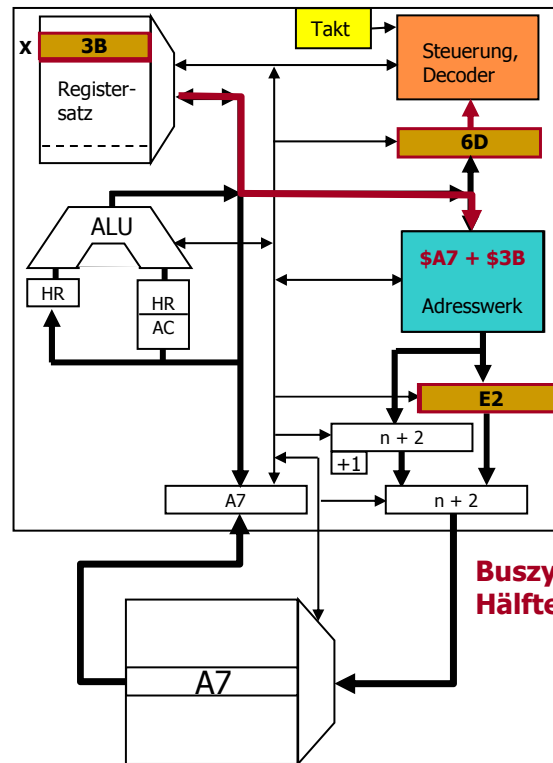 Takt
x
3B
Register-
satz
Steuerung,
Decoder
6D
ALU
HR
HR
AC
$A7 + $3B
Adresswerk
E2
n + 2
+1
A7
n + 2
Buszy
Hälfte
A7